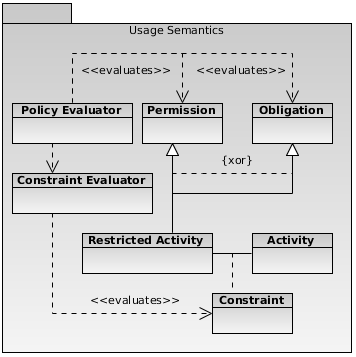 Usage Semantics
<<evaluates>> <<evaluates>>
Policy Evaluator Permission Obligation
{xor}
Constraint Evaluator
Restricted Activity Activity
<<evaluates>> Constraint